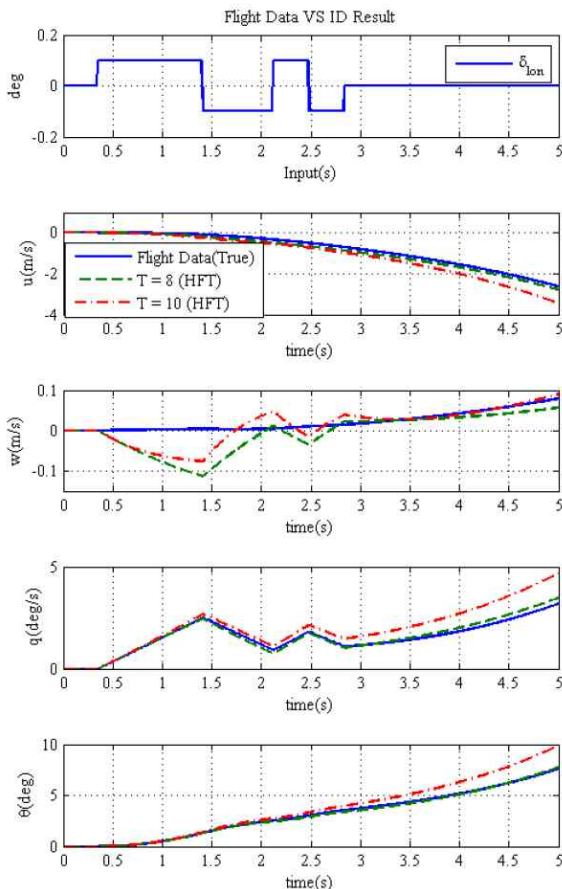 Flight Data VS ID Result
0.2
0
-0.2
deg
δlon
0 0.5 1 1.5 2 2.5 3 3.5 4 4.5 5
Input(s)
0
-2
-4
u(m/s)
Flight Data(True)
T = 8 (HFT)
T = 10 (HFT)
0 0.5 1 1.5 2 2.5 3 3.5 4 4.5 5
time(s)
0.1
0
-0.1
w(m/s)
0 0.5 1 1.5 2 2.5 3 3.5 4 4.5 5
time(s)
5
0
q(deg/s)
0 0.5 1 1.5 2 2.5 3 3.5 4 4.5 5
time(s)
10
5
0
θ(deg)
0 0.5 1 1.5 2 2.5 3 3.5 4 4.5 5
time(s)